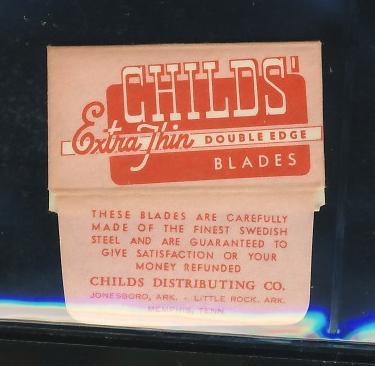 CHILDS'
Extra-Thin DOUBLE EDGE
BLADES
THESE BLADES ARE CAREFULLY
MADE OF THE FINEST SWEDISH
STEEL AND ARE GUARANTEED TO
GIVE SATISFACTION OR YOUR
MONEY REFUNDED
CHILDS DISTRIBUTING CO.
JONESBORO, ARK. - LITTLE ROCK, ARK.
MEMPHIS, TENN.